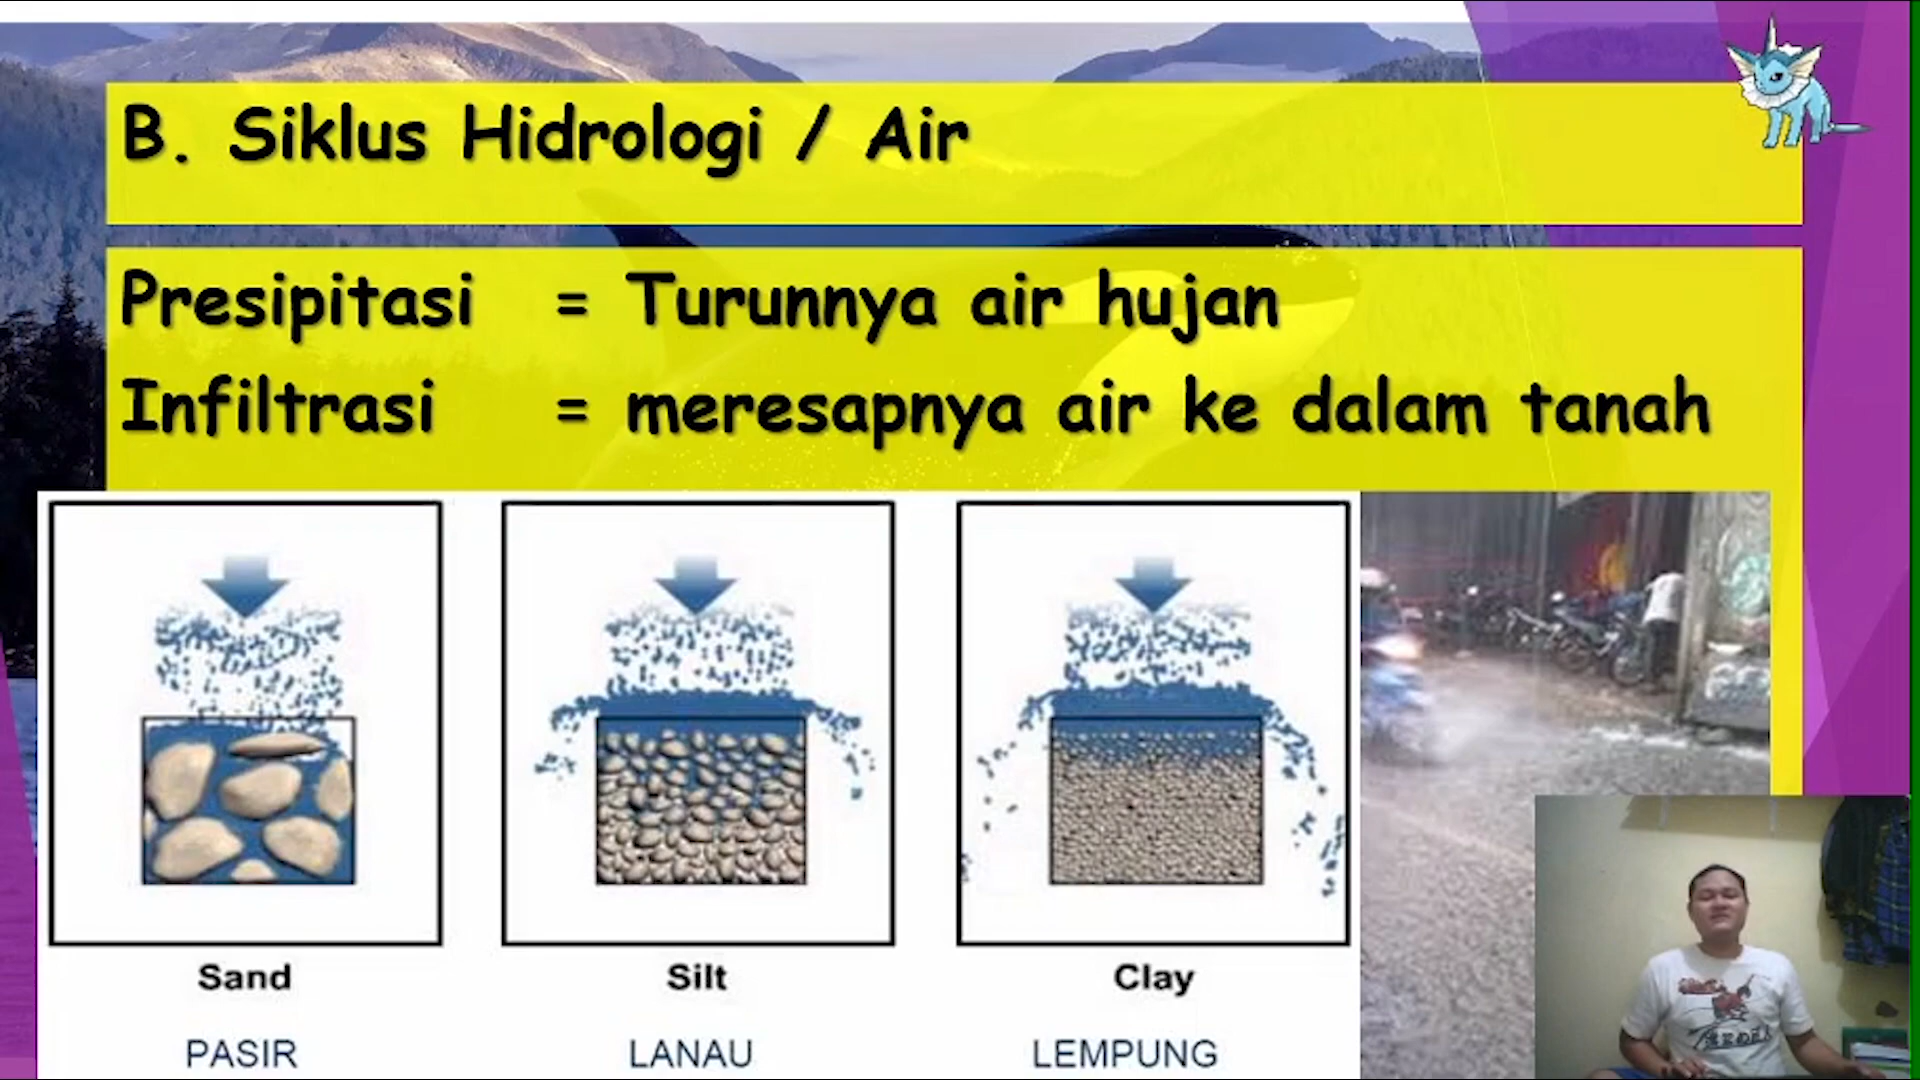 B. Siklus Hidrologi / Air
Presipitasi = Turunnya air hujan
Infiltrasi = meresapnya air ke dalam tanah
Sand
Silt
Clay
PASIR
LANAU
LEMPUNG